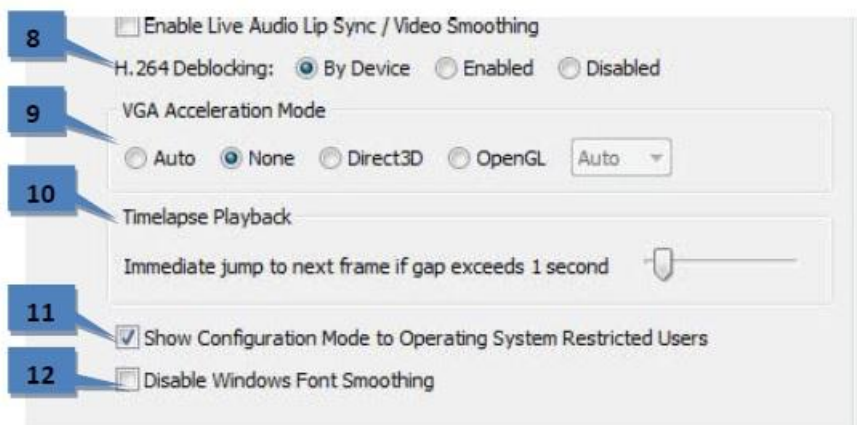 Enable Live Audio Lip Sync / Video Smoothing
8
H.264 Deblocking: By Device Enabled Disabled
VGA Acceleration Mode
9
Auto None Direct3D OpenGL Auto
10
Timelapse Playback
Immediate jump to next frame if gap exceeds 1 second
11
Show Configuration Mode to Operating System Restricted Users
12
Disable Windows Font Smoothing